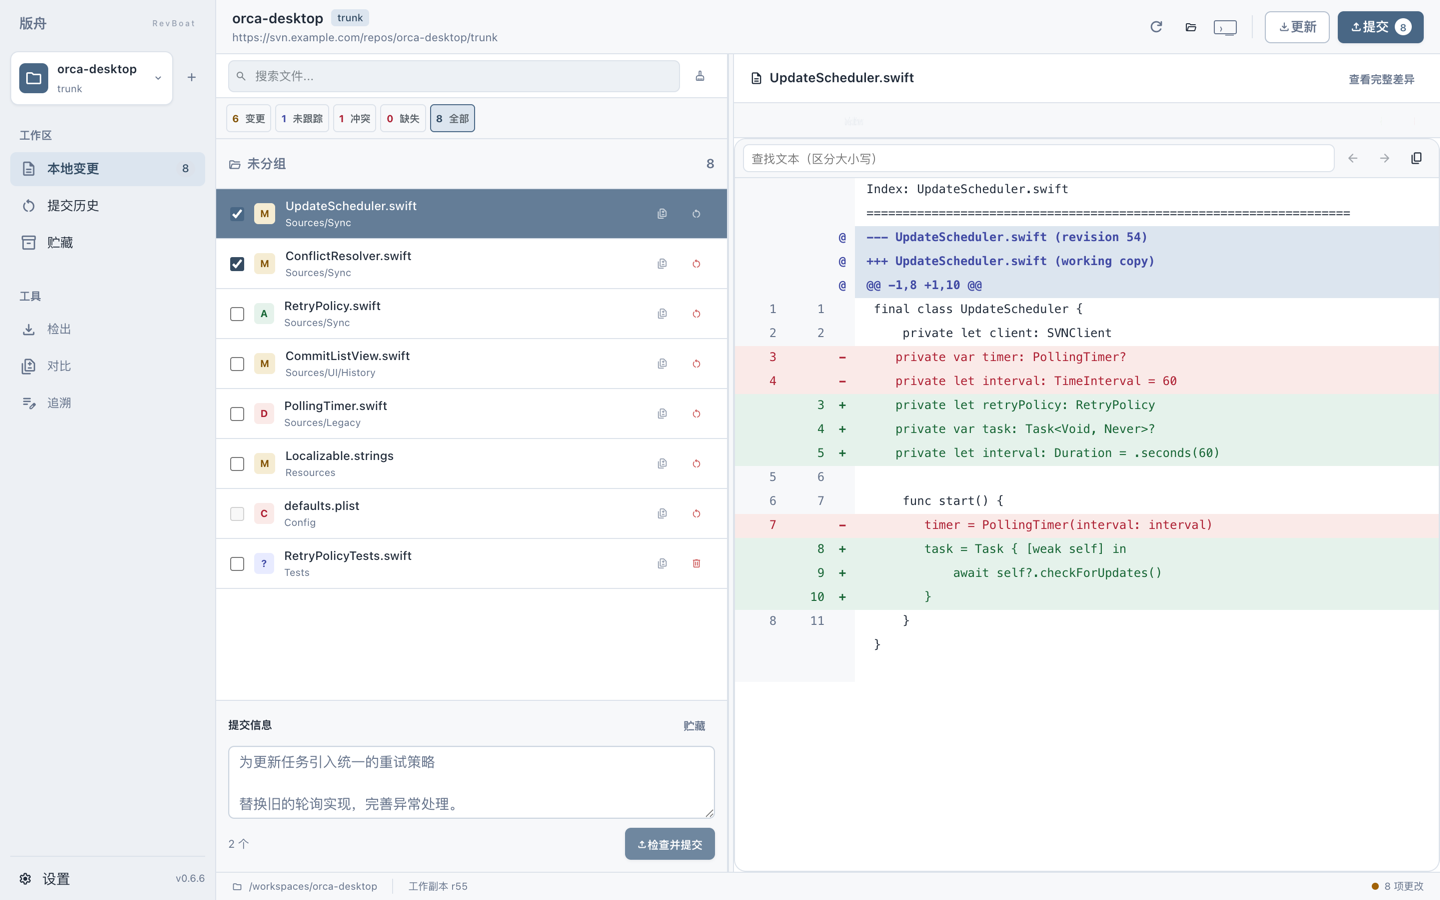 版舟
RevBoat
orca-desktop
trunk
工作区
本地变更 8
提交历史
贮藏
工具
检出
对比
追溯
设置
v0.6.6
orca-desktop trunk
https://svn.example.com/repos/orca-desktop/trunk
更新
提交 8
搜索文件...
6 变更
1 未跟踪
1 冲突
0 缺失
8 全部
未分组 8
M UpdateScheduler.swift
Sources/Sync
M ConflictResolver.swift
Sources/Sync
A RetryPolicy.swift
Sources/Sync
M CommitListView.swift
Sources/UI/History
D PollingTimer.swift
Sources/Legacy
M Localizable.strings
Resources
C defaults.plist
Config
? RetryPolicyTests.swift
Tests
提交信息
贮藏
为更新任务引入统一的重试策略
替换旧的轮询实现，完善异常处理。
2 个
检查并提交
UpdateScheduler.swift
查看完整差异
查找文本（区分大小写）
Index: UpdateScheduler.swift
===================================================================
@ --- UpdateScheduler.swift (revision 54)
@ +++ UpdateScheduler.swift (working copy)
@ @@ -1,8 +1,10 @@
1 1 final class UpdateScheduler {
2 2 private let client: SVNClient
3 - private var timer: PollingTimer?
4 - private let interval: TimeInterval = 60
3 + private let retryPolicy: RetryPolicy
4 + private var task: Task<Void, Never>?
5 + private let interval: Duration = .seconds(60)
5 6
6 7 func start() {
7 - timer = PollingTimer(interval: interval)
8 + task = Task { [weak self] in
9 + await self?.checkForUpdates()
10 + }
8 11 }
}
/workspaces/orca-desktop
工作副本 r55
8 项更改